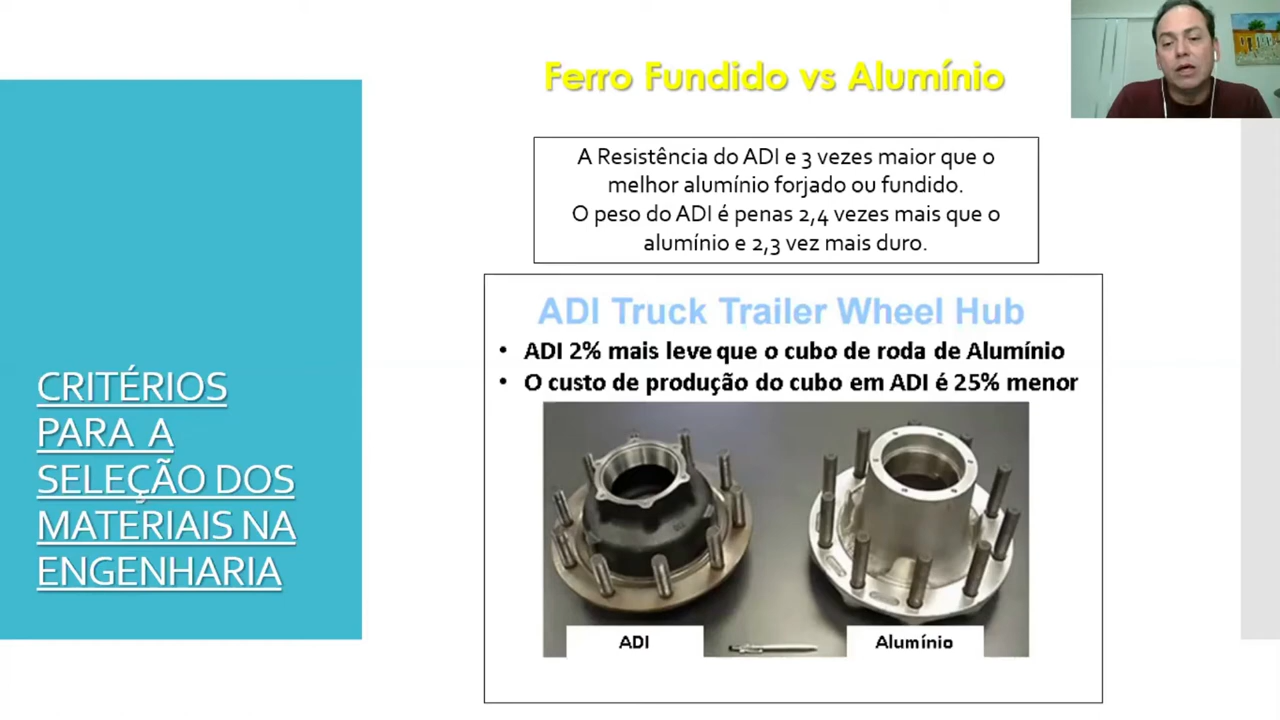 Ferro Fundido vs Alumínio
A Resistência do ADI e 3 vezes maior que o
melhor alumínio forjado ou fundido.
O peso do ADI é penas 2,4 vezes mais que o
alumínio e 2,3 vez mais duro.
CRITÉRIOS
PARA A
SELEÇÃO DOS
MATERIAIS NA
ENGENHARIA
ADI Truck Trailer Wheel Hub
• ADI 2% mais leve que o cubo de roda de Alumínio
• O custo de produção do cubo em ADI é 25% menor
ADI
Alumínio